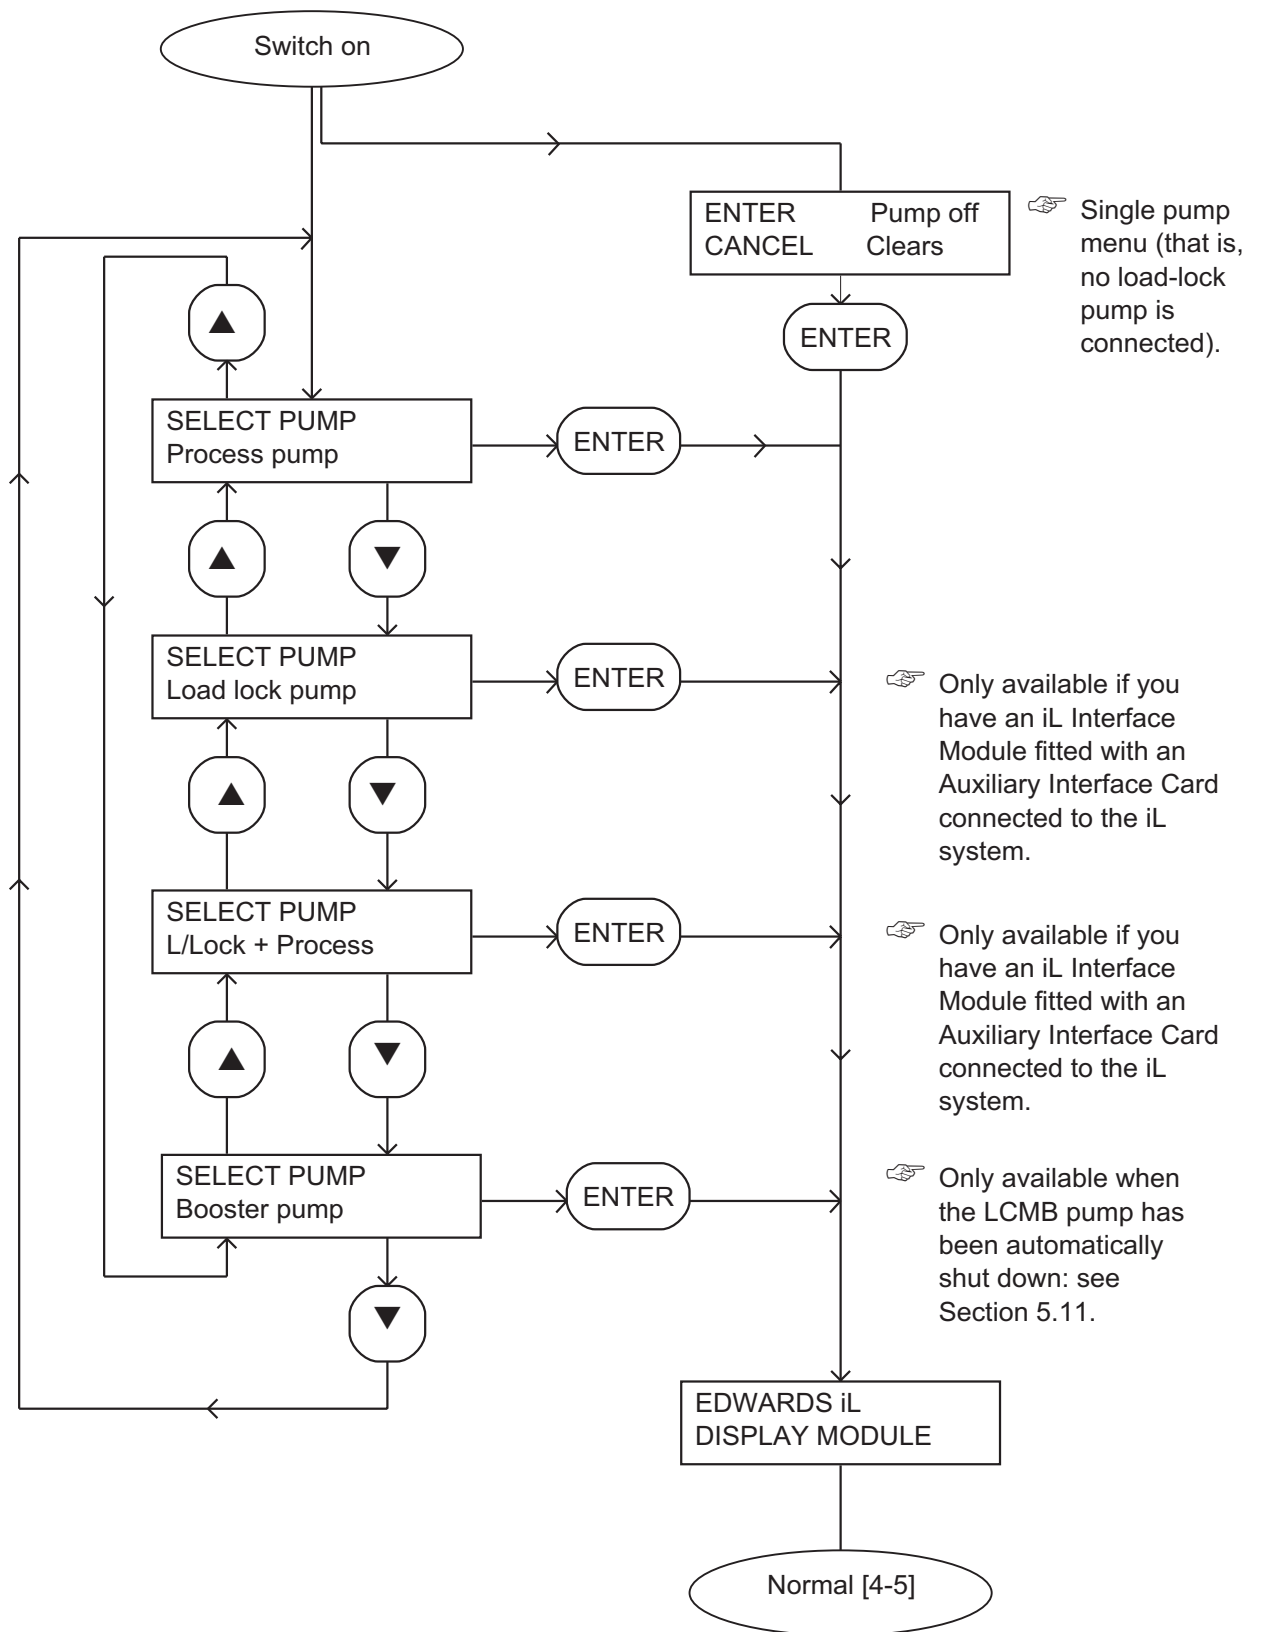 Switch on
ENTER Pump off
CANCEL Clears
☞ Single pump
menu (that is,
no load-lock
pump is
connected).
ENTER
▲
SELECT PUMP
Process pump
ENTER
▲ ▼
SELECT PUMP
Load lock pump
ENTER
☞ Only available if you
have an iL Interface
Module fitted with an
Auxiliary Interface Card
connected to the iL
system.
▲ ▼
SELECT PUMP
L/Lock + Process
ENTER
☞ Only available if you
have an iL Interface
Module fitted with an
Auxiliary Interface Card
connected to the iL
system.
▲ ▼
SELECT PUMP
Booster pump
ENTER
☞ Only available when
the LCMB pump has
been automatically
shut down: see
Section 5.11.
▼
EDWARDS iL
DISPLAY MODULE
Normal [4-5]